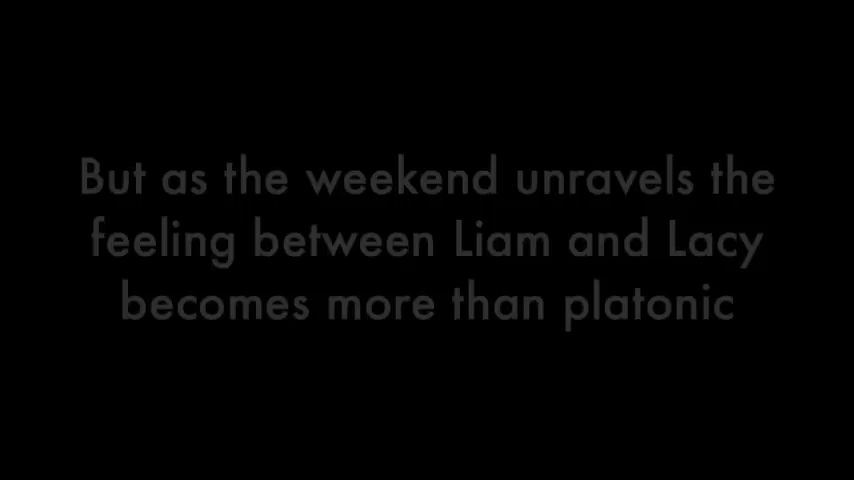 But as the weekend unravels the
feeling between Liam and Lacy
becomes more than platonic